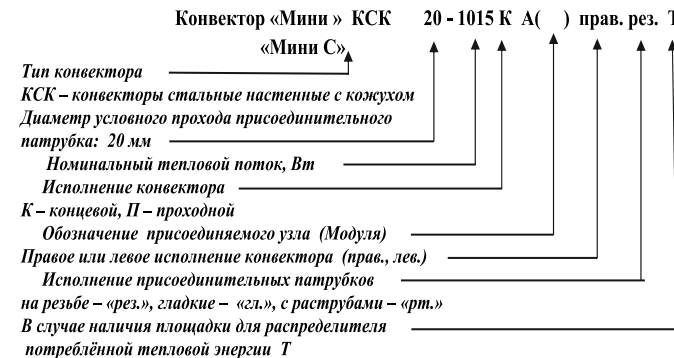 Конвектор «Мини » КСК 20 - 1015 К А( ) прав. рез. Т
«Мини С»
Тип конвектора
КСК – конвекторы стальные настенные с кожухом
Диаметр условного прохода присоединительного
патрубка: 20 мм
Номинальный тепловой поток, Вт
Исполнение конвектора
К – концевой, П – проходной
Обозначение присоединяемого узла (Модуля)
Правое или левое исполнение конвектора (прав., лев.)
Исполнение присоединительных патрубков
на резьбе – «рез.», гладкие – «гл.», с раструбами – «рт.»
В случае наличия площадки для распределителя
потреблённой тепловой энергии Т